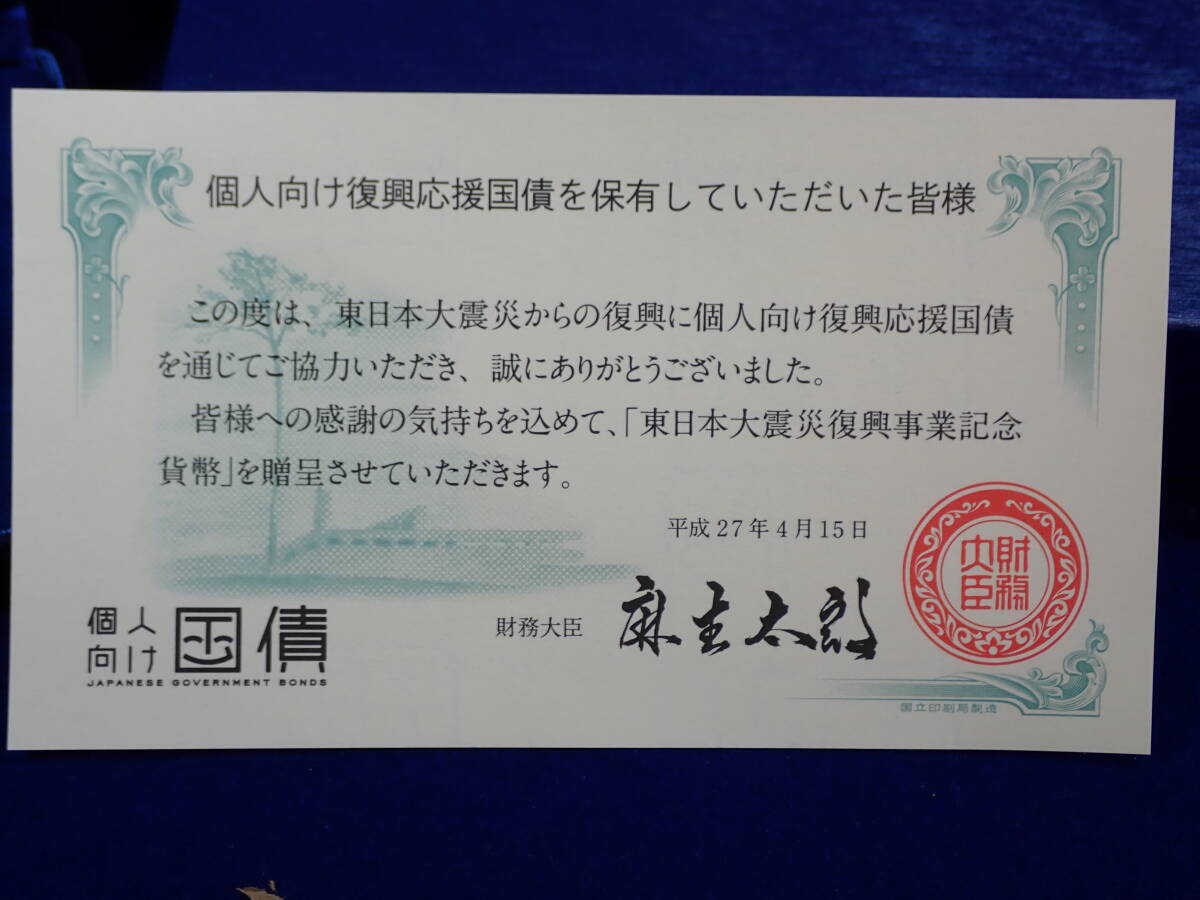 個人向け復興応援国債を保有していただいた皆様
この度は、東日本大震災からの復興に個人向け復興応援国債
を通じてご協力いただき、誠にありがとうございました。
皆様への感謝の気持ちを込めて、「東日本大震災復興事業記念
貨幣」を贈呈させていただきます。
平成27年4月15日
財務大臣 麻生太郎
財務大臣
個人向け国債
JAPANESE GOVERNMENT BONDS
国立印刷局製造